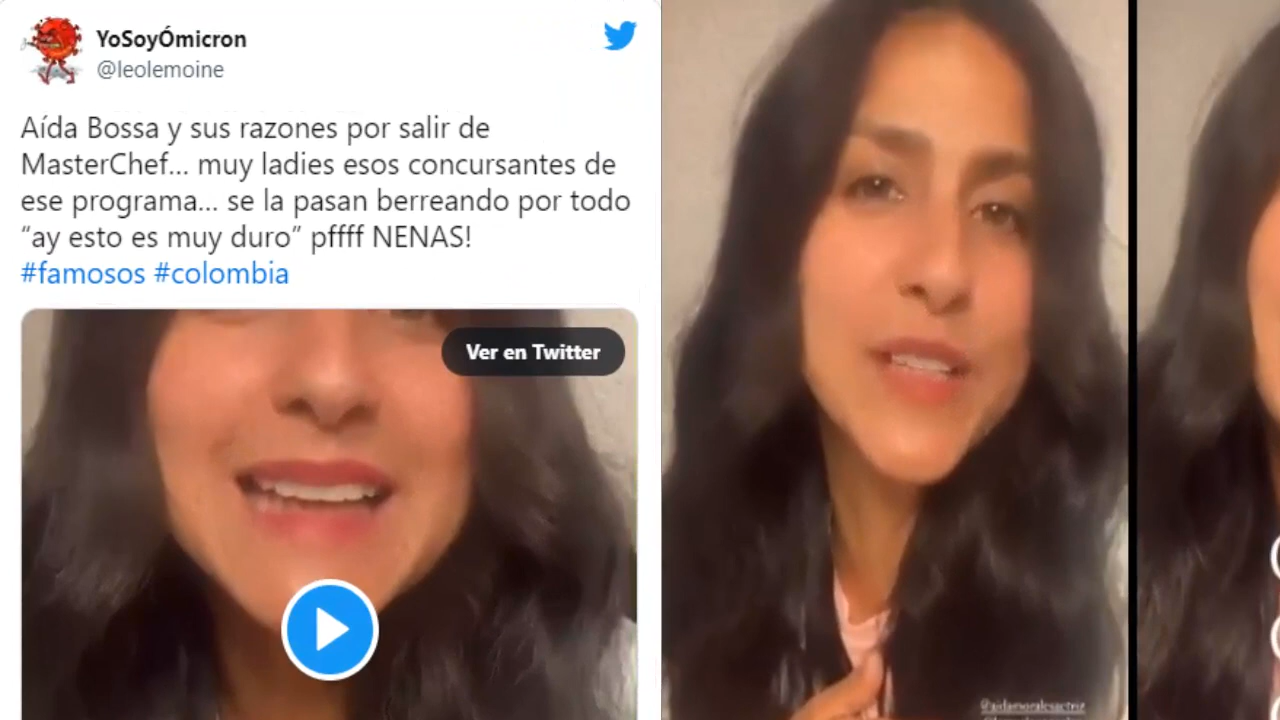 YoSoyÓmicron
@leolemoine
Aída Bossa y sus razones por salir de
MasterChef... muy ladies esos concursantes de
ese programa... se la pasan berreando por todo
“ay esto es muy duro” pffff NENAS!
#famosos #colombia
Ver en Twitter
@aidamoralesactriz